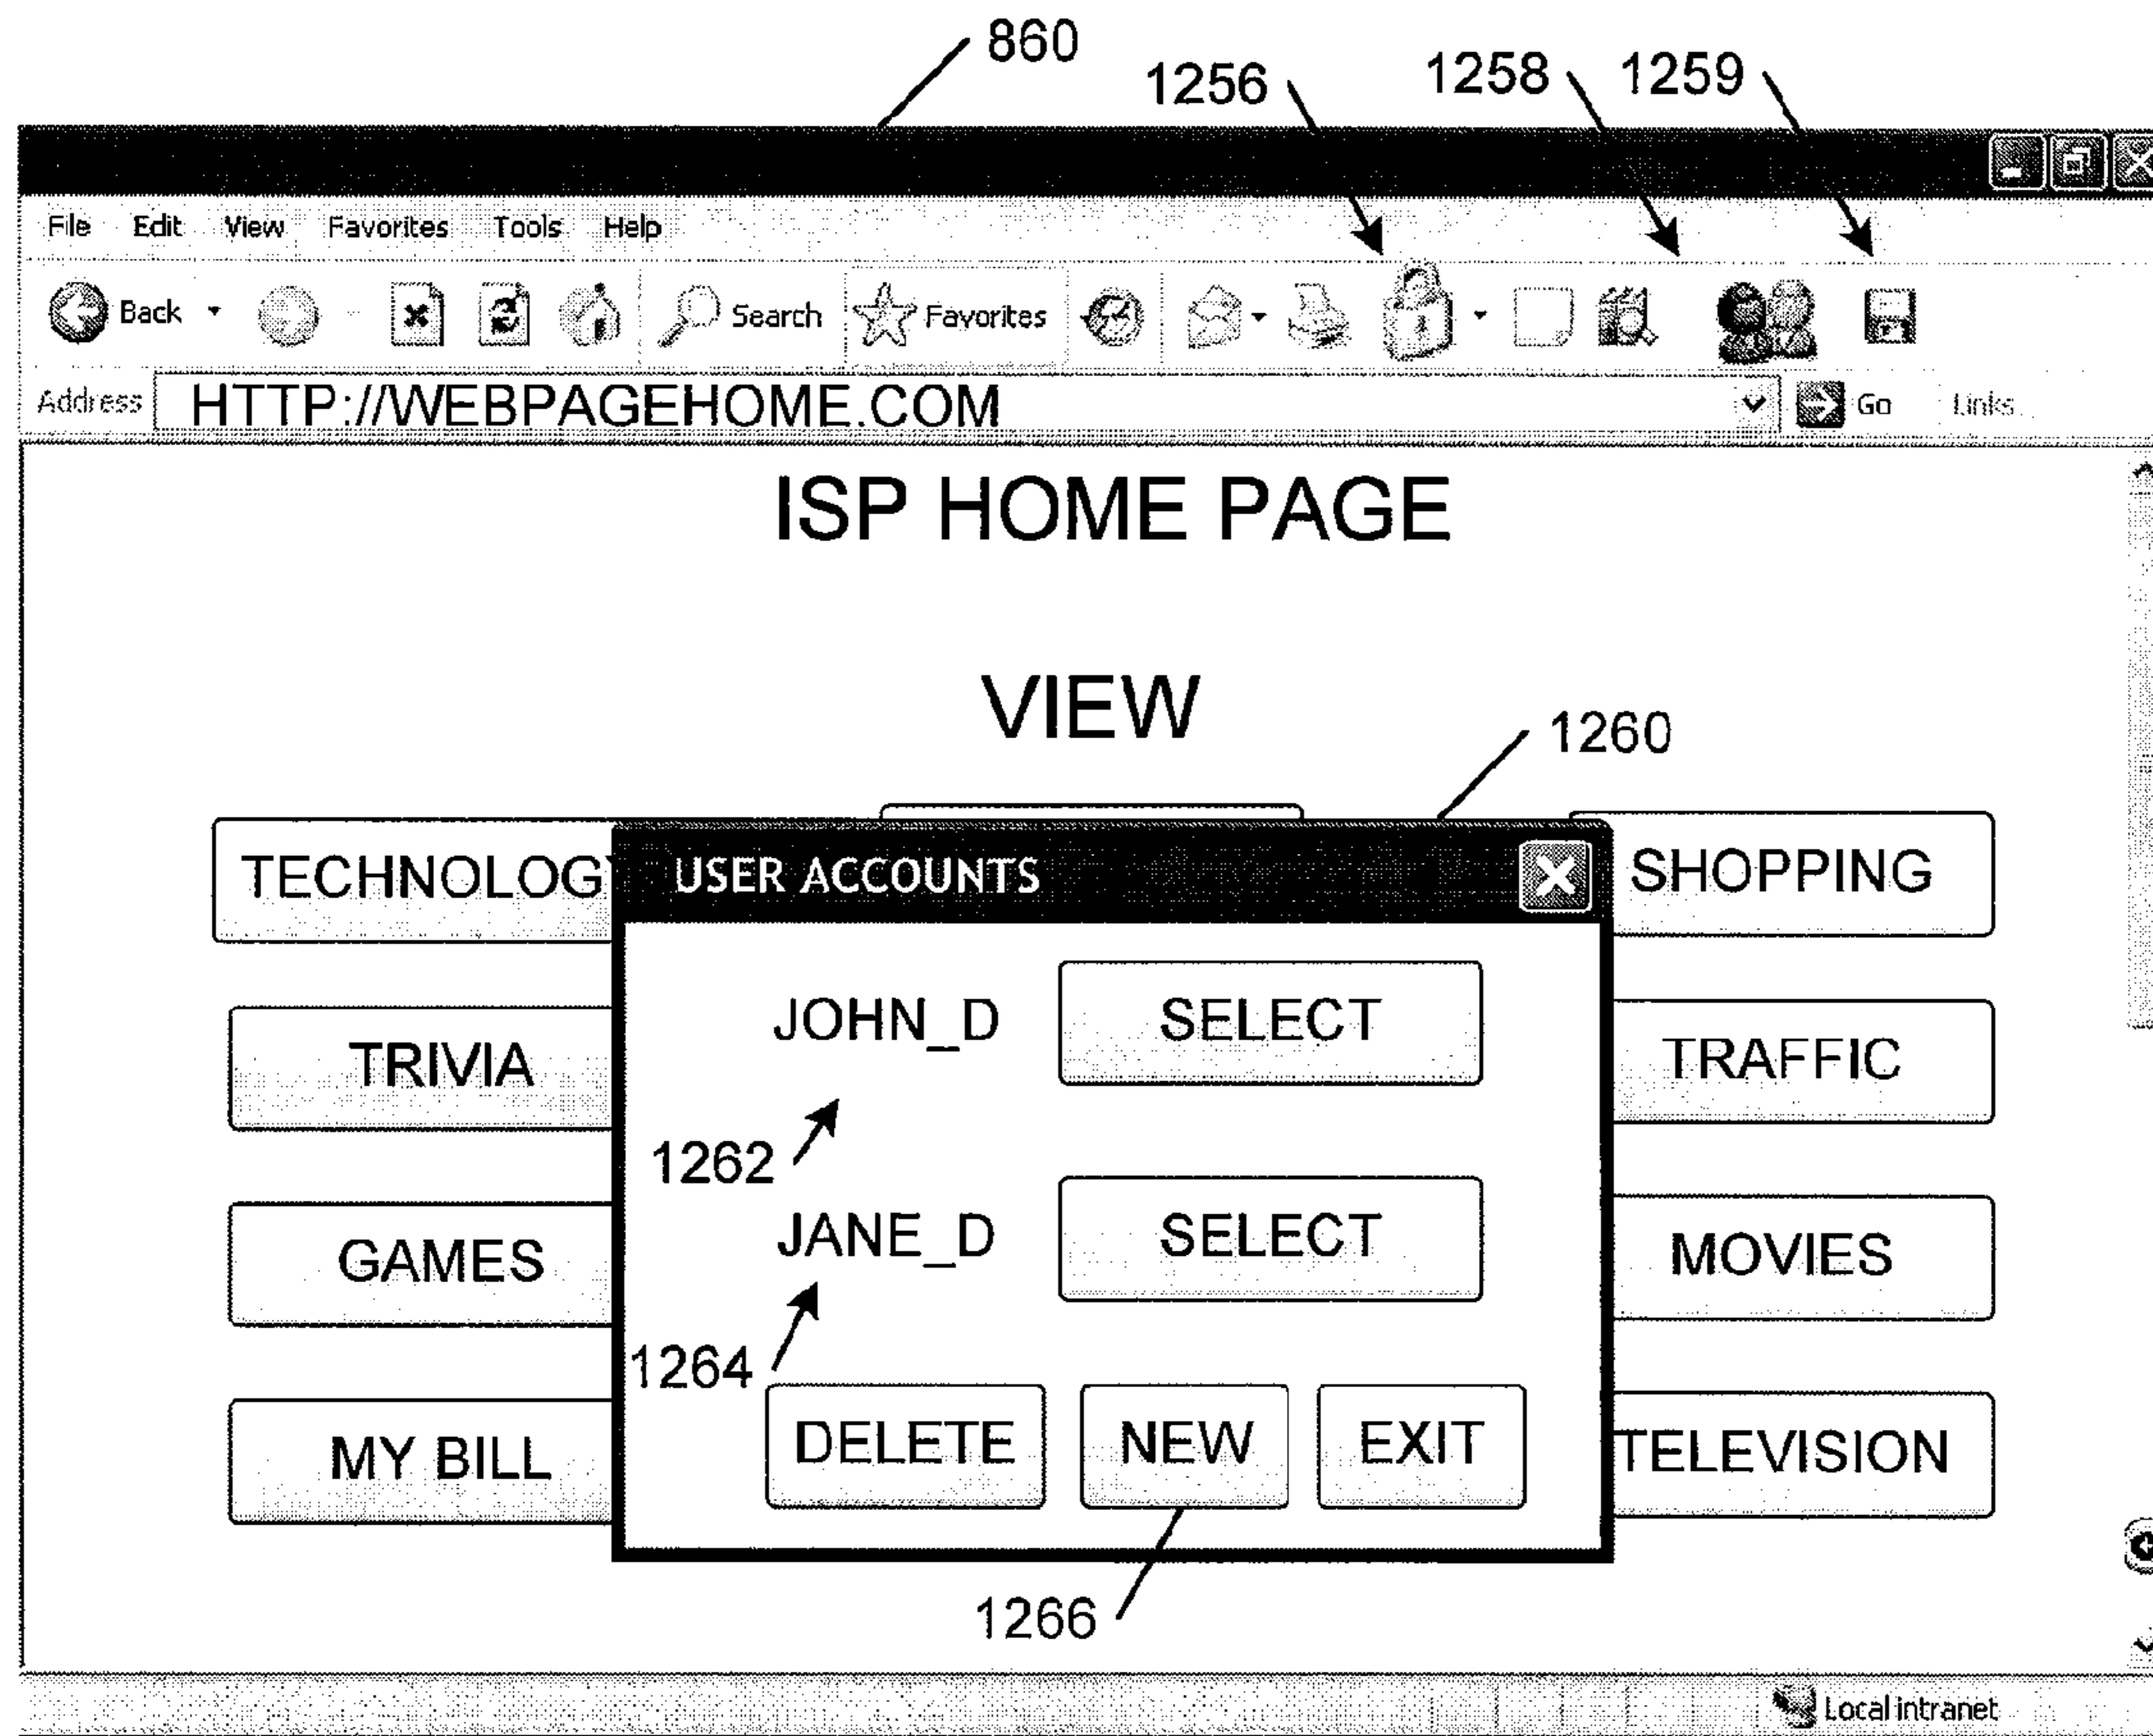 860
1256 1258 1259
File Edit View Favorites Tools Help
Back Search Favorites
Address HTTP://WEBPAGEHOME.COM Go Links
ISP HOME PAGE
VIEW
1260
TECHNOLOGY USER ACCOUNTS SHOPPING
JOHN_D SELECT
TRIVIA TRAFFIC
1262
JANE_D SELECT
GAMES MOVIES
1264
DELETE NEW EXIT
MY BILL TELEVISION
1266
Local intranet